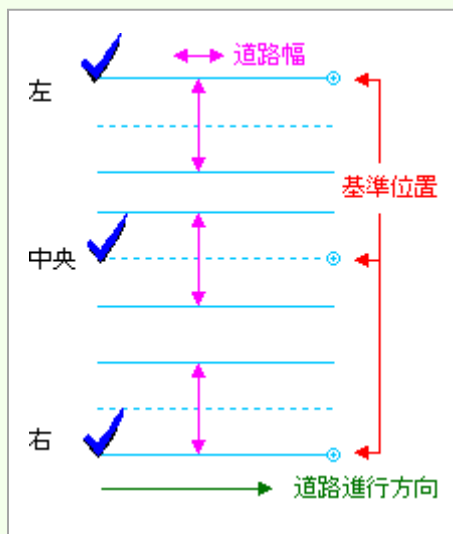 道路幅
左
基準位置
中央
右
道路進行方向